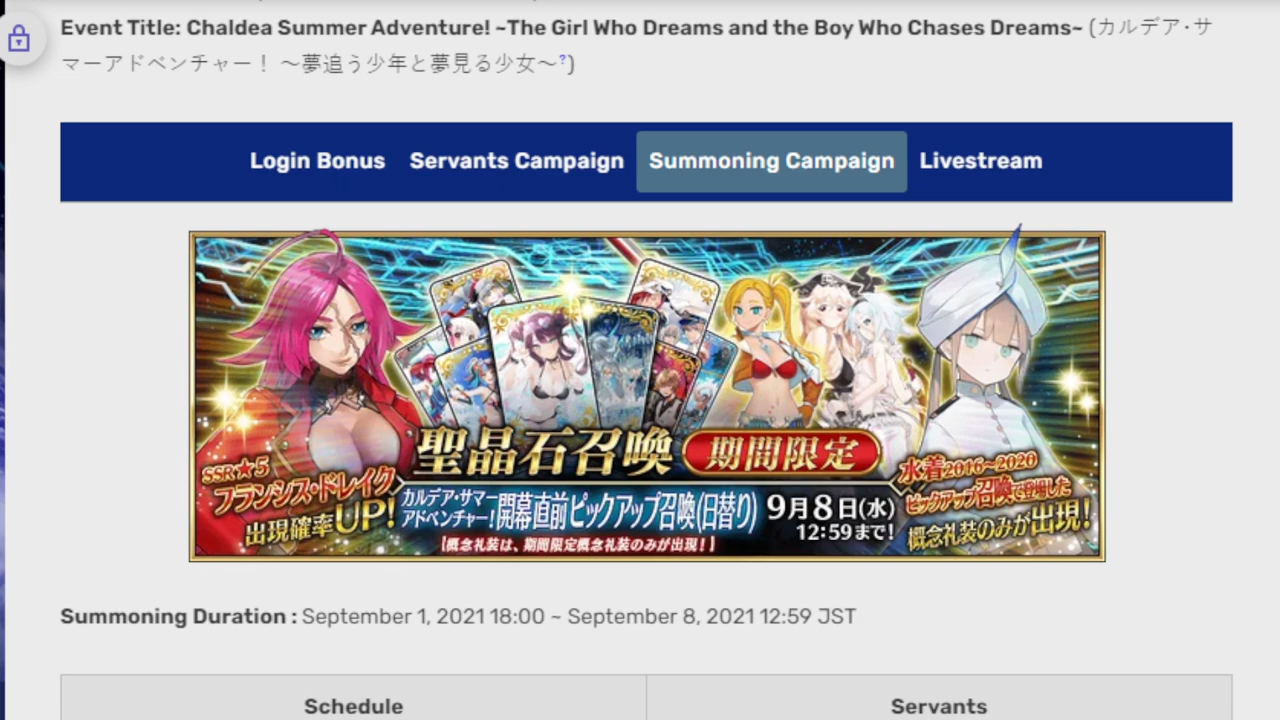 Event Title: Chaldea Summer Adventure! ~The Girl Who Dreams and the Boy Who Chases Dreams~ (カルデア・サ
マーアドベンチャー！ ～夢追う少年と夢見る少女～?)
Login Bonus Servants Campaign Summoning Campaign Livestream
聖晶石召喚 期間限定
SSR★5
フランシス・ドレイク
出現確率UP!
カルデア・サマー
アドベンチャー!
開幕直前ピックアップ召喚(日替り)
9月8日(水)
12:59まで!
【概念礼装は、期間限定概念礼装のみが出現!】
水着2016~2020
ピックアップ召喚で登場した
概念礼装のみが出現!
Summoning Duration : September 1, 2021 18:00 ~ September 8, 2021 12:59 JST
Schedule Servants